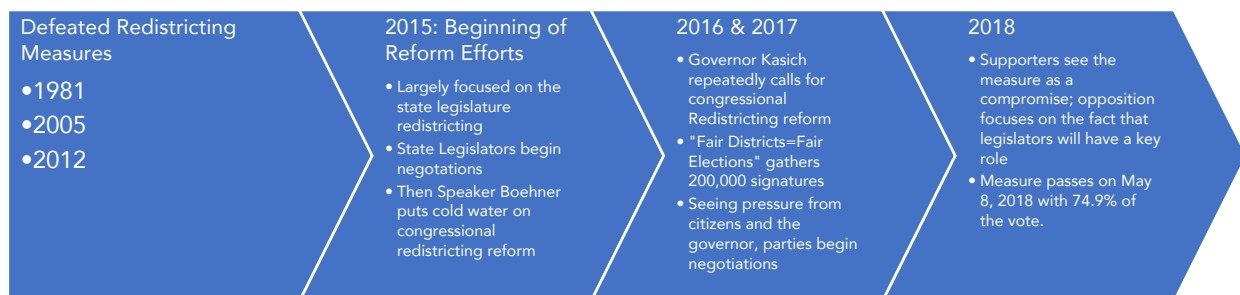 Defeated Redistricting
Measures
•1981
•2005
•2012
2015: Beginning of
Reform Efforts
• Largely focused on the
state legislature
redistricting
• State Legislators begin
negotations
• Then Speaker Boehner
puts cold water on
congressional
redistricting reform
2016 & 2017
• Governor Kasich
repeatedly calls for
congressional
Redistricting reform
• "Fair Districts=Fair
Elections" gathers
200,000 signatures
• Seeing pressure from
citizens and the
governor, parties begin
negotiations
2018
• Supporters see the
measure as a
compromise; opposition
focuses on the fact that
legislators will have a key
role
• Measure passes on May
8, 2018 with 74.9% of
the vote.